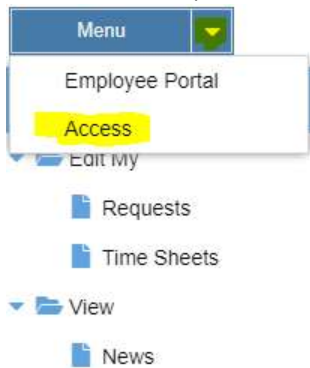 Menu
Employee Portal
Access
Edit My
Requests
Time Sheets
View
News